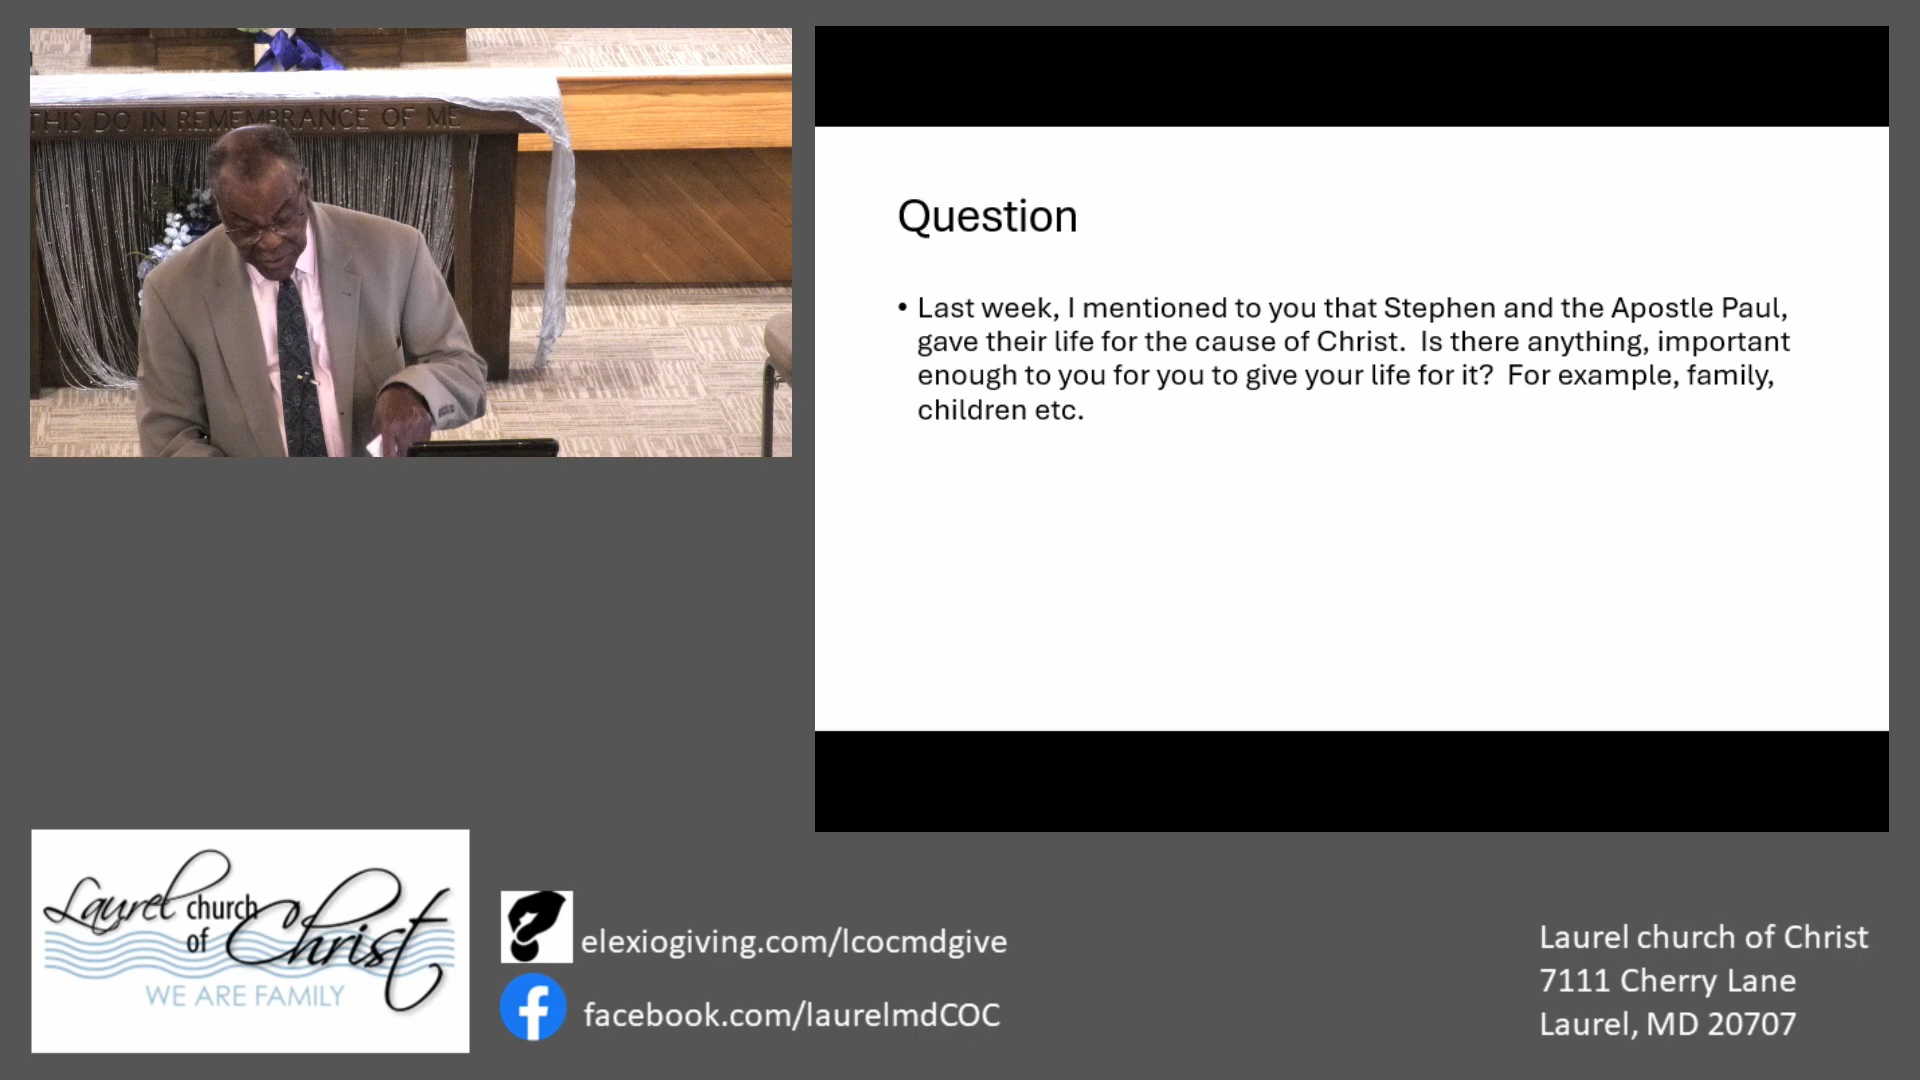 THIS DO IN REMEMBRANCE OF ME
Question
• Last week, I mentioned to you that Stephen and the Apostle Paul,
gave their life for the cause of Christ.  Is there anything, important
enough to you for you to give your life for it?  For example, family,
children etc.
Laurel church
of Christ
WE ARE FAMILY
elexiogiving.com/lcocmdgive
facebook.com/laurelmdCOC
Laurel church of Christ
7111 Cherry Lane
Laurel, MD 20707